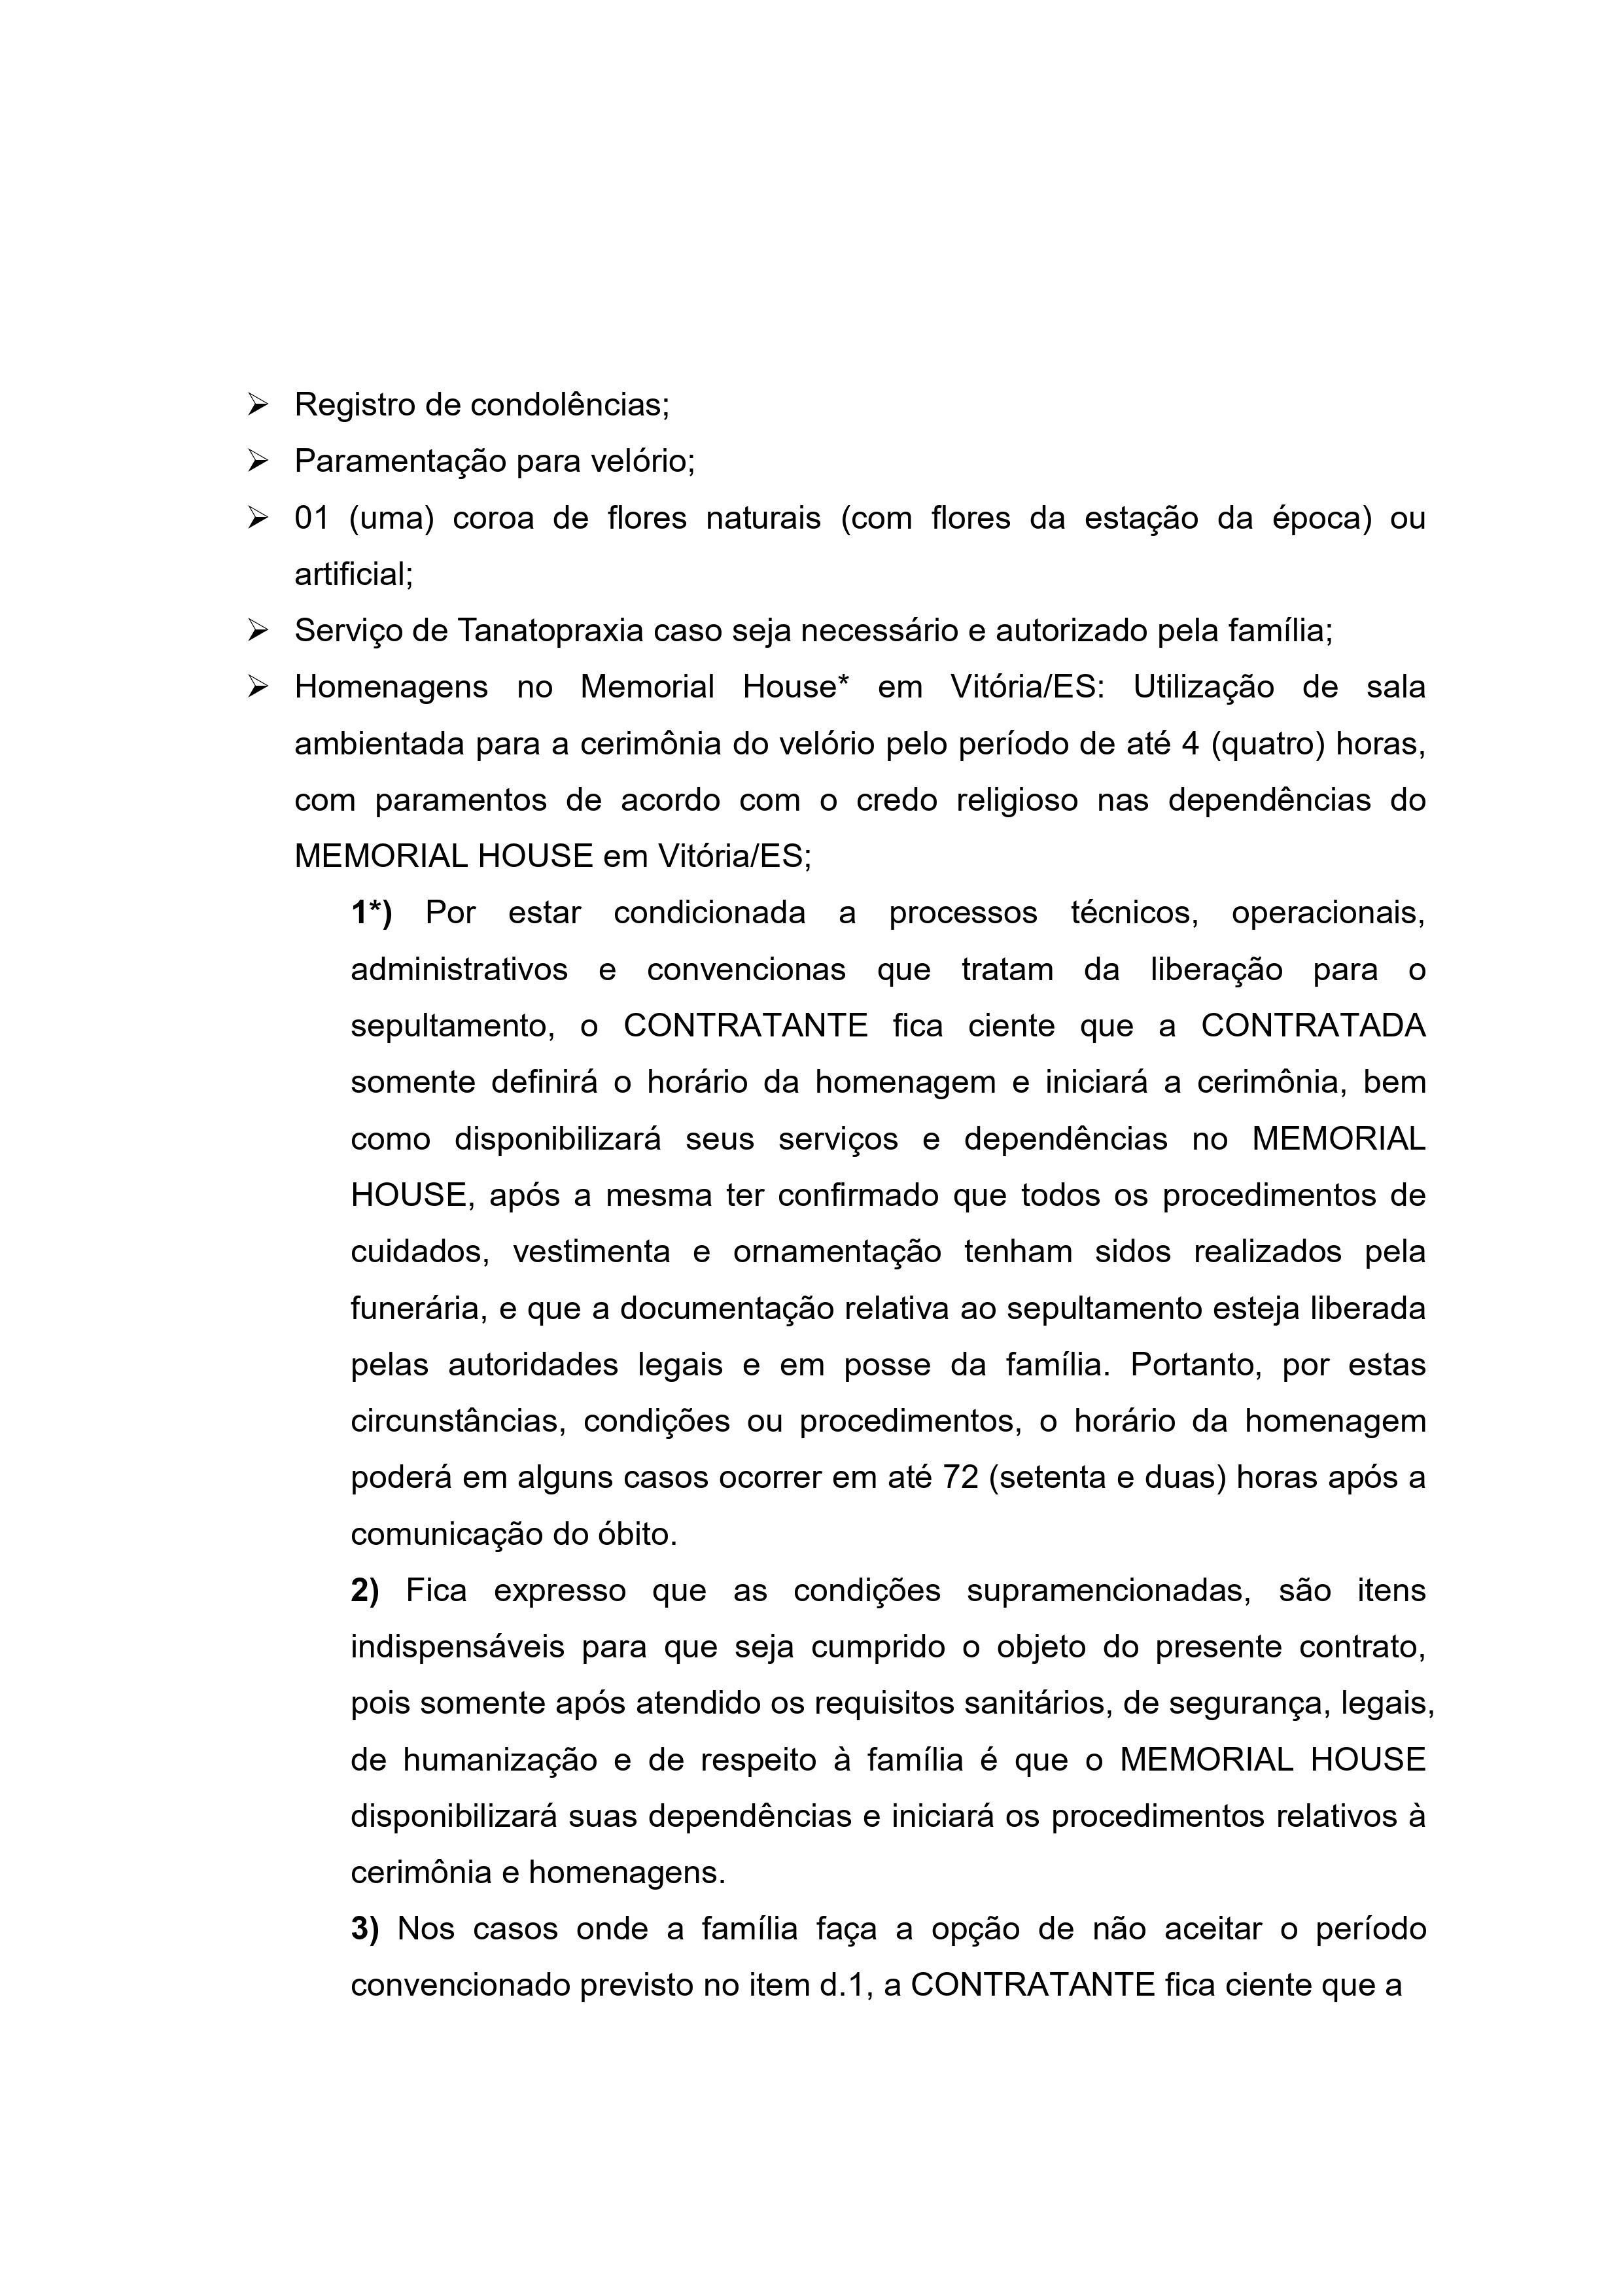 ➢ Registro de condolências;
➢ Paramentação para velório;
➢ 01 (uma) coroa de flores naturais (com flores da estação da época) ou
artificial;
➢ Serviço de Tanatopraxia caso seja necessário e autorizado pela família;
➢ Homenagens no Memorial House* em Vitória/ES: Utilização de sala
ambientada para a cerimônia do velório pelo período de até 4 (quatro) horas,
com paramentos de acordo com o credo religioso nas dependências do
MEMORIAL HOUSE em Vitória/ES;
1*) Por estar condicionada a processos técnicos, operacionais,
administrativos e convencionas que tratam da liberação para o
sepultamento, o CONTRATANTE fica ciente que a CONTRATADA
somente definirá o horário da homenagem e iniciará a cerimônia, bem
como disponibilizará seus serviços e dependências no MEMORIAL
HOUSE, após a mesma ter confirmado que todos os procedimentos de
cuidados, vestimenta e ornamentação tenham sidos realizados pela
funerária, e que a documentação relativa ao sepultamento esteja liberada
pelas autoridades legais e em posse da família. Portanto, por estas
circunstâncias, condições ou procedimentos, o horário da homenagem
poderá em alguns casos ocorrer em até 72 (setenta e duas) horas após a
comunicação do óbito.
2) Fica expresso que as condições supramencionadas, são itens
indispensáveis para que seja cumprido o objeto do presente contrato,
pois somente após atendido os requisitos sanitários, de segurança, legais,
de humanização e de respeito à família é que o MEMORIAL HOUSE
disponibilizará suas dependências e iniciará os procedimentos relativos à
cerimônia e homenagens.
3) Nos casos onde a família faça a opção de não aceitar o período
convencionado previsto no item d.1, a CONTRATANTE fica ciente que a